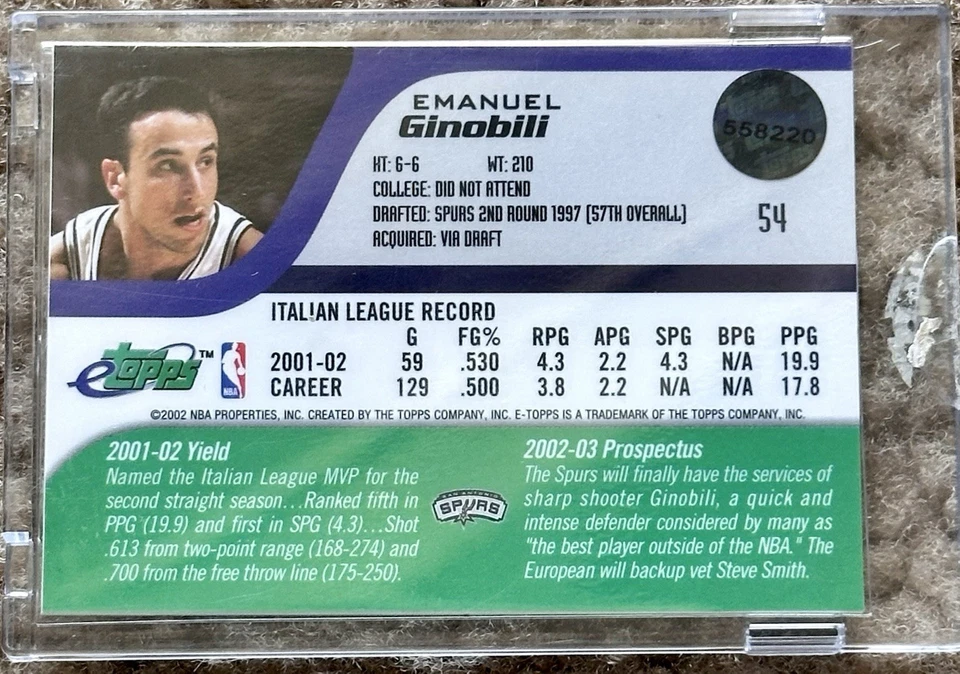 EMANUEL
Ginobili
558220
HT: 6-6 WT: 210
COLLEGE: DID NOT ATTEND
DRAFTED: SPURS 2ND ROUND 1997 (57TH OVERALL)
ACQUIRED: VIA DRAFT
54
ITALIAN LEAGUE RECORD
G FG% RPG APG SPG BPG PPG
2001-02 59 .530 4.3 2.2 4.3 N/A 19.9
CAREER 129 .500 3.8 2.2 N/A N/A 17.8
etopps™
NBA
©2002 NBA PROPERTIES, INC. CREATED BY THE TOPPS COMPANY, INC. E-TOPPS IS A TRADEMARK OF THE TOPPS COMPANY, INC.
2001-02 Yield
Named the Italian League MVP for the
second straight season...Ranked fifth in
PPG (19.9) and first in SPG (4.3)...Shot
.613 from two-point range (168-274) and
.700 from the free throw line (175-250).
SAN ANTONIO
SPURS
2002-03 Prospectus
The Spurs will finally have the services of
sharp shooter Ginobili, a quick and
intense defender considered by many as
"the best player outside of the NBA." The
European will backup vet Steve Smith.